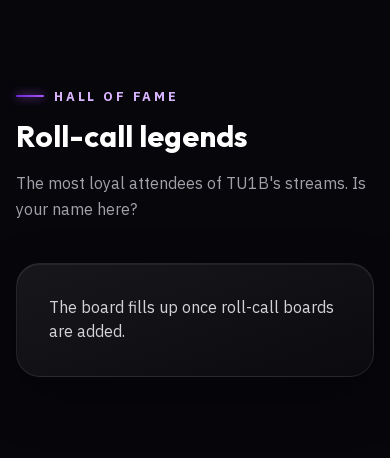 HALL OF FAME
Roll-call legends
The most loyal attendees of TU1B's streams. Is
your name here?
The board fills up once roll-call boards
are added.